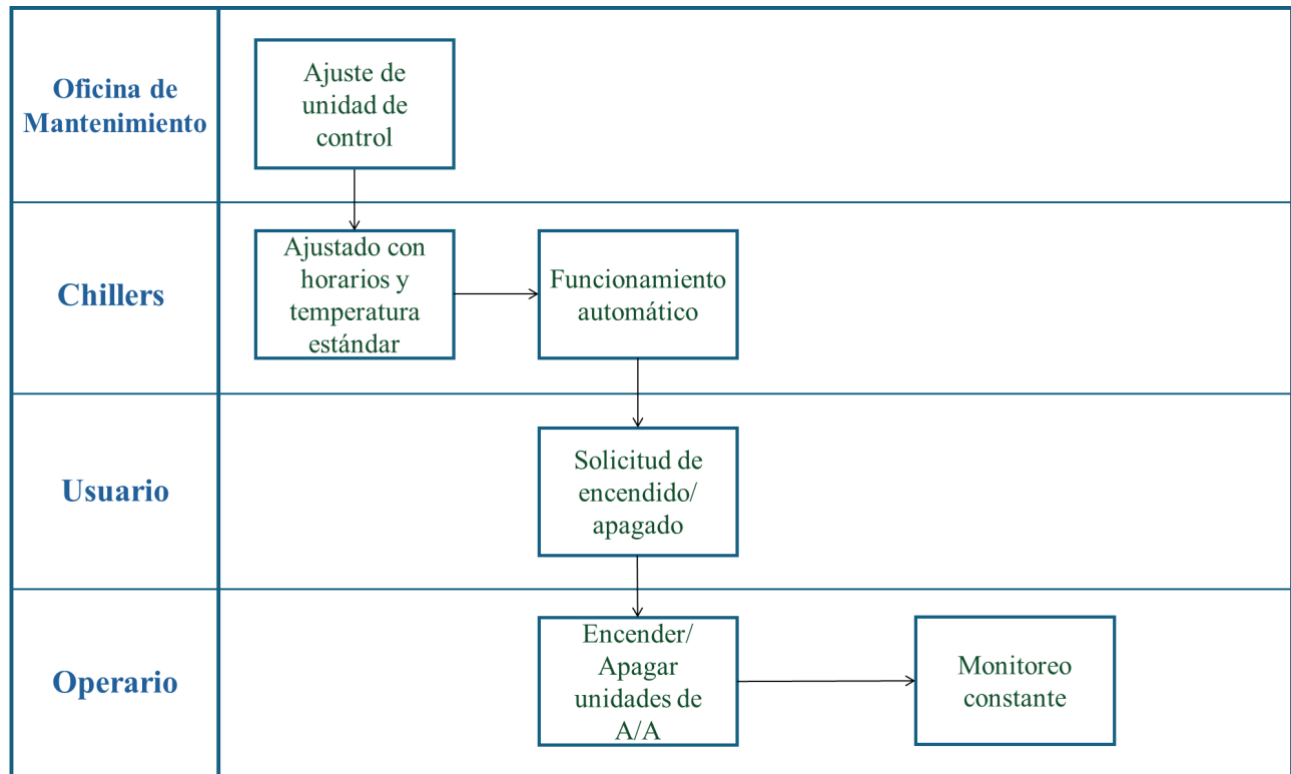 Oficina de
Mantenimiento
Ajuste de
unidad de
control
Chillers
Ajustado con
horarios y
temperatura
estándar
Funcionamiento
automático
Usuario
Solicitud de
encendido/
apagado
Operario
Encender/
Apagar
unidades de
A/A
Monitoreo
constante